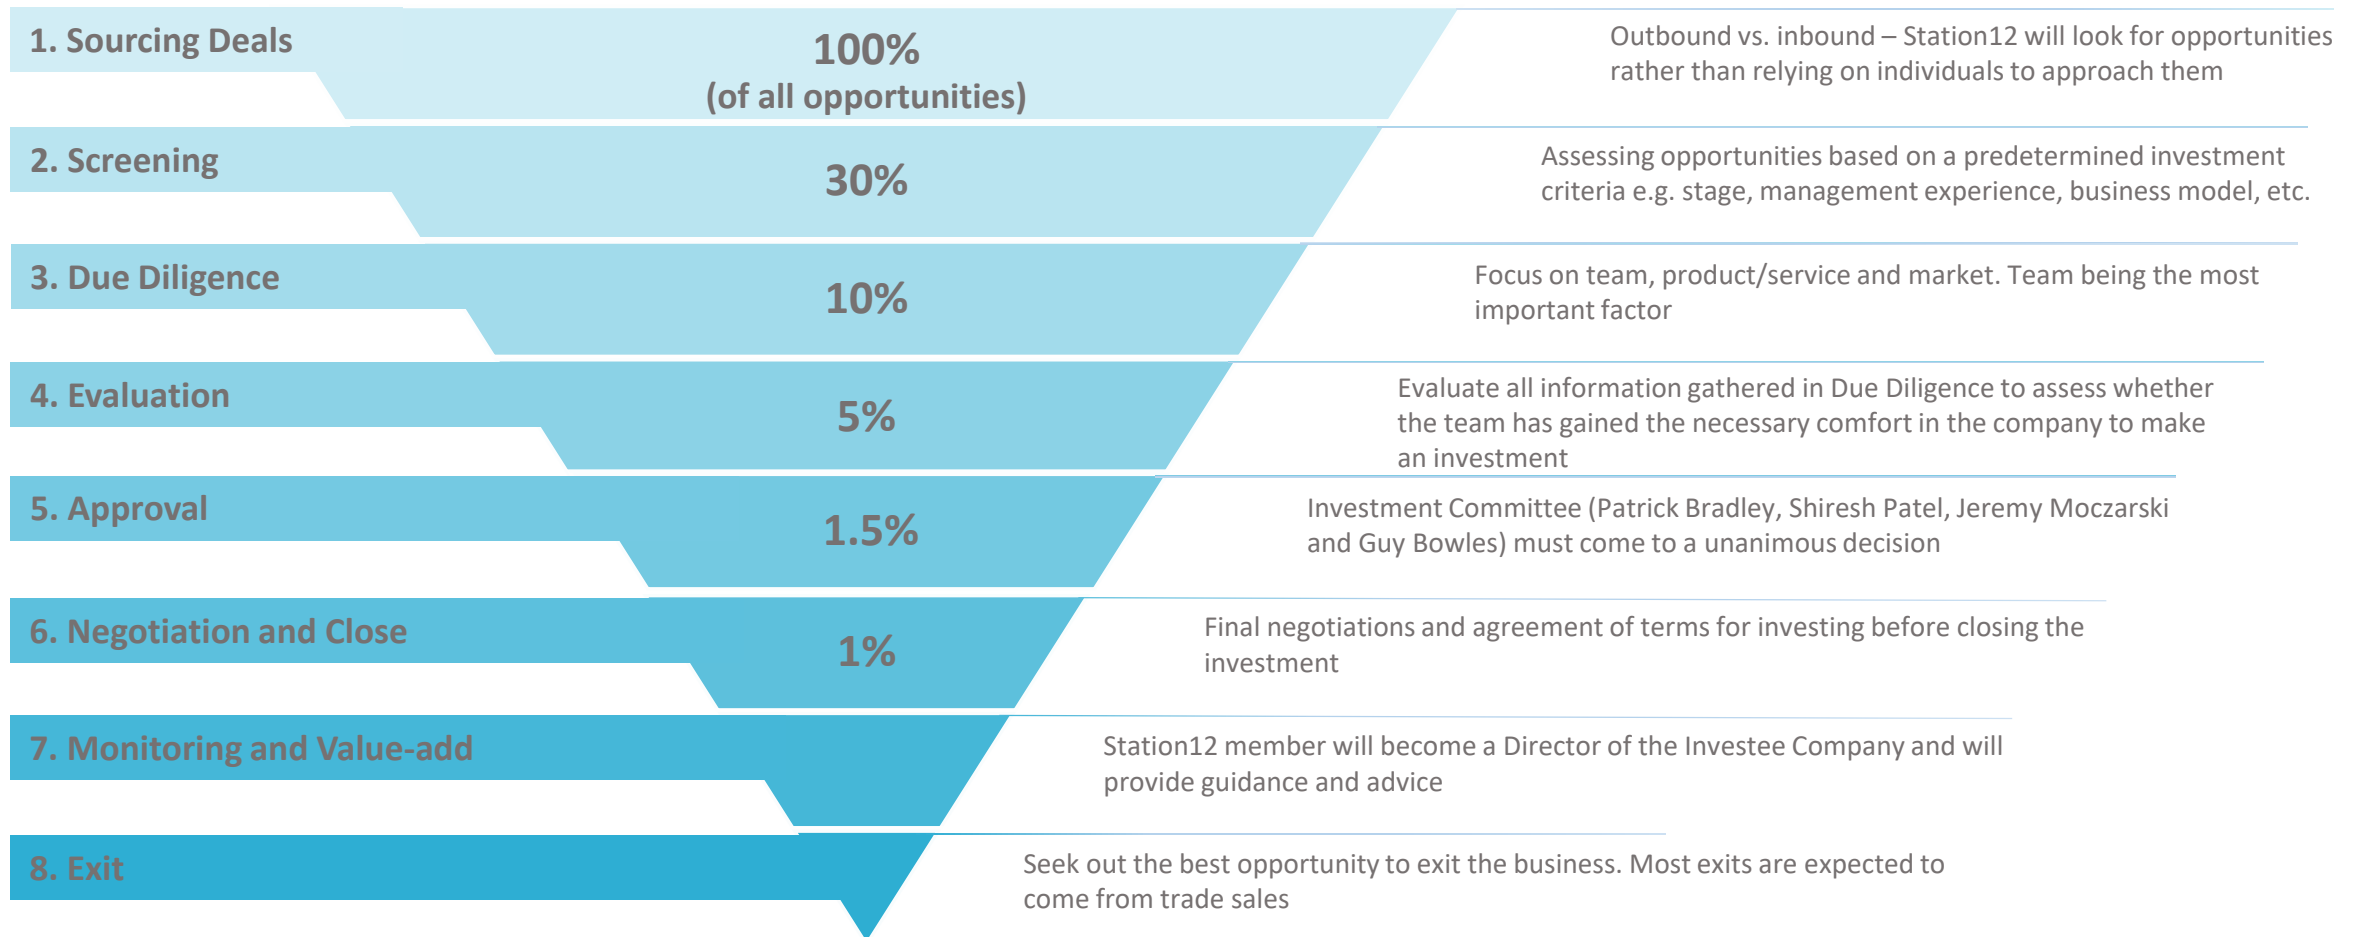 1. Sourcing Deals
100%
(of all opportunities)
Outbound vs. inbound – Station12 will look for opportunities
rather than relying on individuals to approach them
2. Screening
30%
Assessing opportunities based on a predetermined investment
criteria e.g. stage, management experience, business model, etc.
3. Due Diligence
10%
Focus on team, product/service and market. Team being the most
important factor
4. Evaluation
5%
Evaluate all information gathered in Due Diligence to assess whether
the team has gained the necessary comfort in the company to make
an investment
5. Approval
1.5%
Investment Committee (Patrick Bradley, Shiresh Patel, Jeremy Moczarski
and Guy Bowles) must come to a unanimous decision
6. Negotiation and Close
1%
Final negotiations and agreement of terms for investing before closing the
investment
7. Monitoring and Value-add
Station12 member will become a Director of the Investee Company and will
provide guidance and advice
8. Exit
Seek out the best opportunity to exit the business. Most exits are expected to
come from trade sales